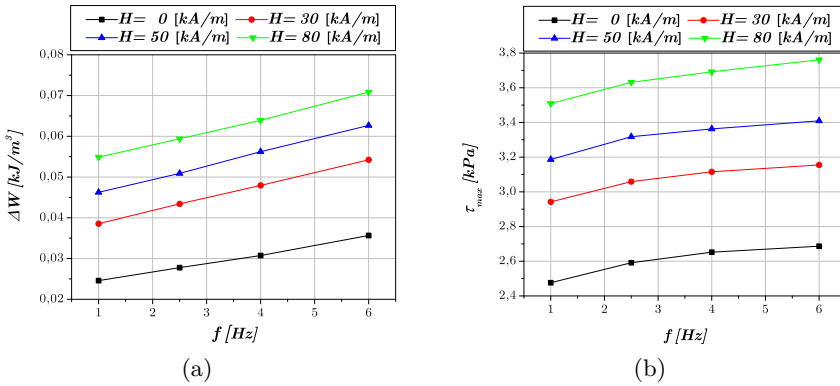 H= 0 [kA/m] H= 30 [kA/m]
H= 50 [kA/m] H= 80 [kA/m]
0,08
0,07
0,06
0,05
0,04
0,03
0,02
ΔW [kJ/m³]
1 2 3 4 5 6
f [Hz]
(a)
H= 0 [kA/m] H= 30 [kA/m]
H= 50 [kA/m] H= 80 [kA/m]
3,8
3,6
3,4
3,2
3,0
2,8
2,6
2,4
τmax [kPa]
1 2 3 4 5 6
f [Hz]
(b)